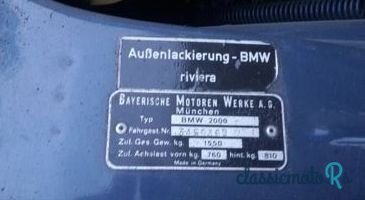 Außenlackierung-BMW
riviera
BAYERISCHE MOTOREN WERKE A.G.
München
Typ BMW 2000
Fahrgest. Nr.
Zul. Ges. Gew. kg. 1550
Zul. Achslast vorn kg. 760 hint. kg. 810
Made in Germany
classicmoto